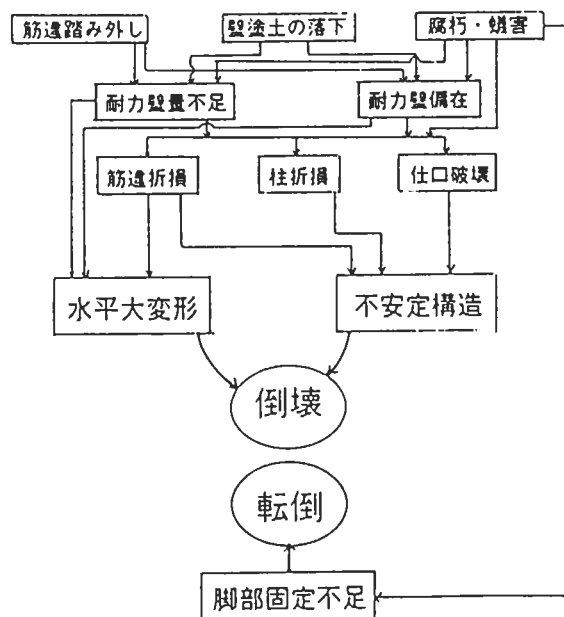 筋違踏み外し
壁塗土の落下
腐朽・蟻害
耐力壁量不足
耐力壁偏在
筋違折損
柱折損
仕口破壊
水平大変形
不安定構造
倒壊
転倒
脚部固定不足